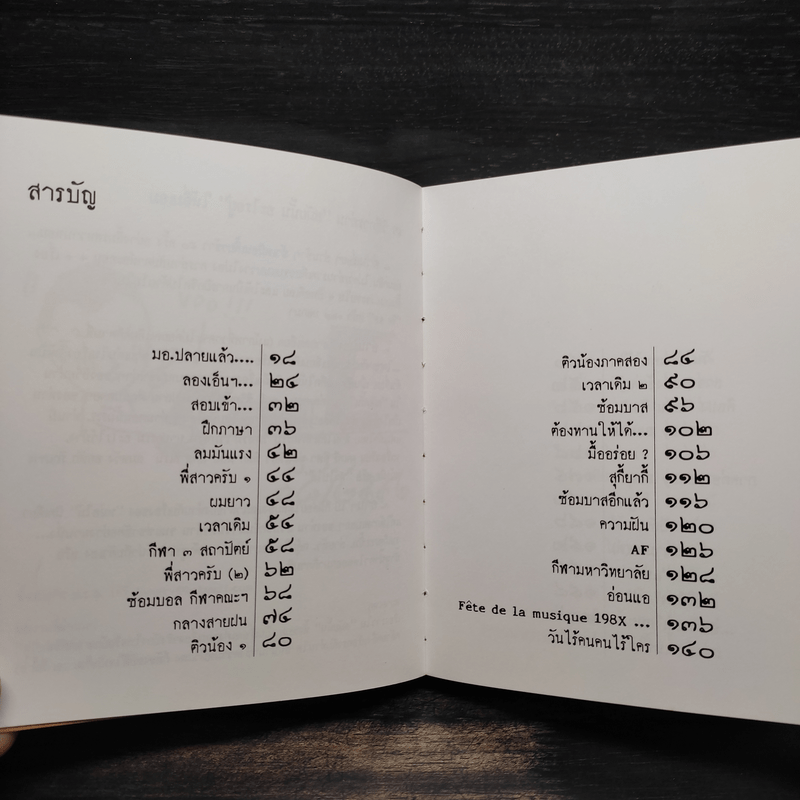 สารบัญ
มอ.ปลายแล้ว.... ๑๘
ลองเอ็นฯ... ๒๔
สอบเข้า... ๓๒
ฝึกภาษา ๓๖
ลมมันแรง ๔๒
พี่สาวครับ ๑ ๔๔
ผมยาว ๔๘
เวลาเดิม ๕๔
กีฬา ๓ สถาปัตย์ ๕๘
พี่สาวครับ (๒) ๖๒
ซ้อมบอล กีฬาคณะฯ ๖๘
กลางสายฝน ๗๔
ติวน้อง ๑ ๘๐
ติวน้องภาคสอง ๘๔
เวลาเดิม ๒ ๙๐
ซ้อมบาส ๙๖
ต้องทานให้ได้... ๑๐๒
มื้ออร่อย ? ๑๐๖
สุกี้ยากี้ ๑๑๒
ซ้อมบาสอีกแล้ว ๑๑๖
ความฝัน ๑๒๐
AF ๑๒๖
กีฬามหาวิทยาลัย ๑๒๘
อ่อนแอ ๑๓๒
Fête de la musique 198X ... ๑๓๖
วันไร้คนคนไร้ใคร ๑๔๐